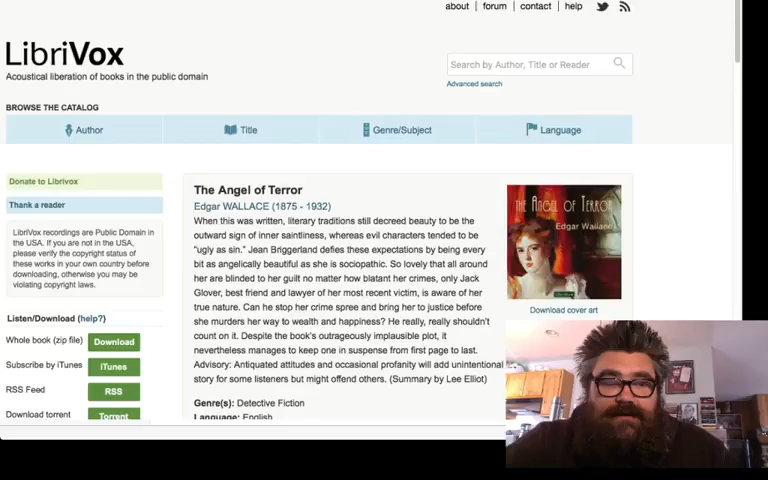 about | forum | contact | help
LibriVox
Acoustical liberation of books in the public domain
Search by Author, Title or Reader
Advanced search
BROWSE THE CATALOG
Author
Title
Genre/Subject
Language
Donate to Librivox
Thank a reader
LibriVox recordings are Public Domain
in the USA. If you are not in the USA,
please verify the copyright status of
these works in your own country before
downloading, otherwise you may be
violating copyright laws.
Listen/Download (help?)
Whole book (zip file)
Download
Subscribe by iTunes
iTunes
RSS Feed
RSS
Download torrent
Torrent
The Angel of Terror
Edgar WALLACE (1875 - 1932)
When this was written, literary traditions still decreed beauty to be the
outward sign of inner saintliness, whereas evil characters tended to be
"ugly as sin." Jean Briggerland defies these expectations by being every
bit as angelically beautiful as she is sociopathic. So lovely that all around
her are blinded to her guilt no matter how blatant her crimes, only Jack
Glover, best friend and lawyer of her most recent victim, is aware of her
true nature. Can he stop her crime spree and bring her to justice before
she murders her way to wealth and happiness? He really, really shouldn't
count on it. Despite the book's outrageously implausible plot, it
nevertheless manages to keep one in suspense from first page to last.
Advisory: Antiquated attitudes and occasional profanity will add unintentional
story for some listeners but might offend others. (Summary by Lee Elliot)
Genre(s): Detective Fiction
Language: English
THE ANGEL OF TERROR
Edgar Wallace
LibriVox
Download cover art